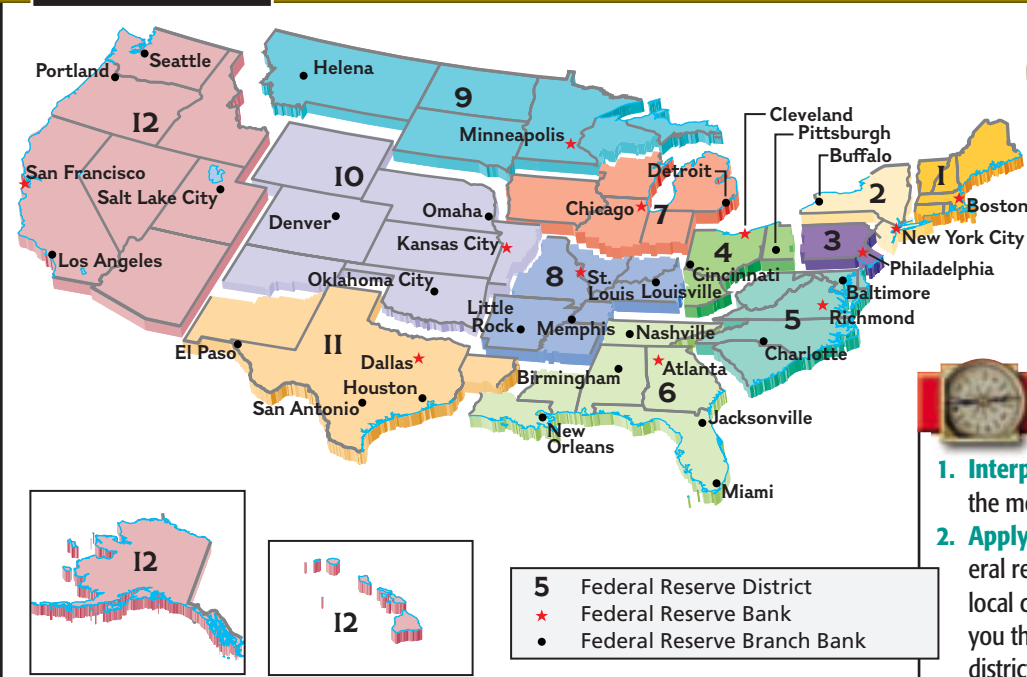 Seattle
Portland
Helena
9
12
Minneapolis
Cleveland
Pittsburgh
Buffalo
San Francisco
Salt Lake City
10
Detroit
2
1
Boston
Denver
Omaha
Chicago
7
New York City
Kansas City
4
3
Philadelphia
Los Angeles
Oklahoma City
8
St.
Louis
Louisville
Cincinnati
Baltimore
Little
Rock
Memphis
Nashville
5
Richmond
El Paso
11
Dallas
Birmingham
Atlanta
Charlotte
Houston
San Antonio
6
New
Orleans
Jacksonville
Miami
12
12
5 Federal Reserve District
Federal Reserve Bank
Federal Reserve Branch Bank
1. Interp
the mo
2. Apply
eral re
local
you th
district